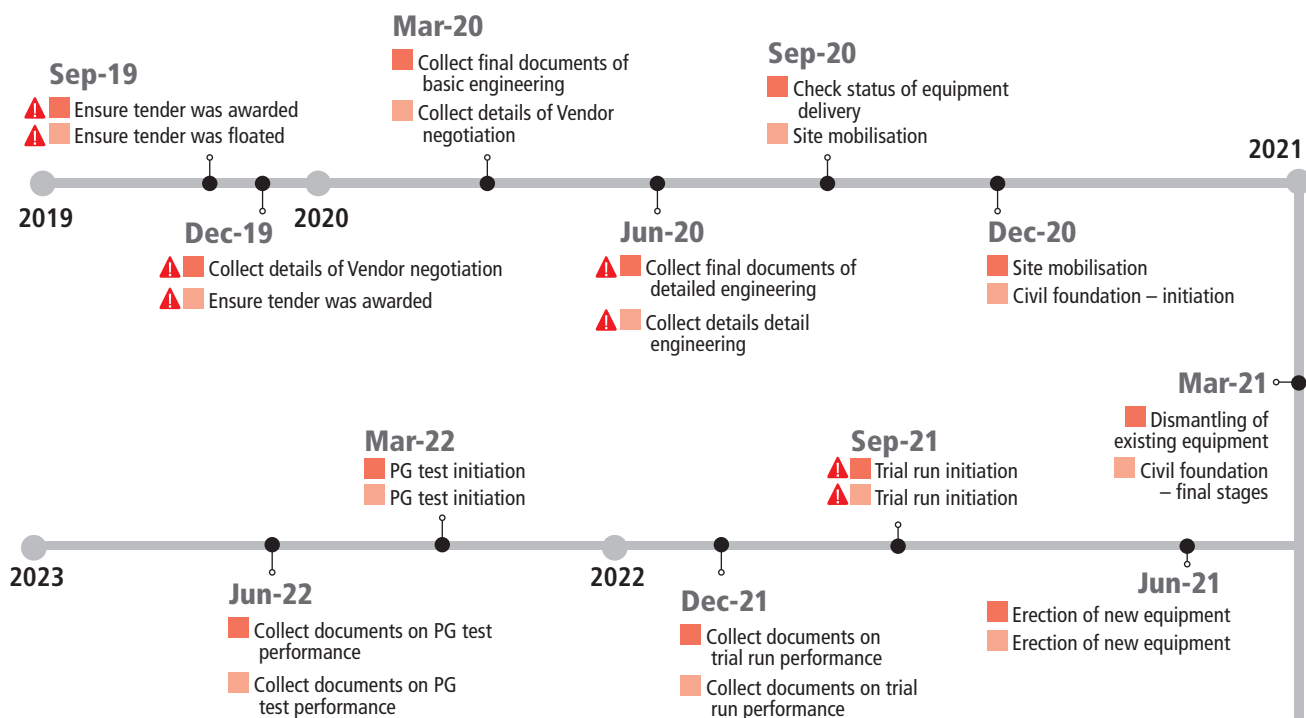 Sep-19
Ensure tender was awarded
Ensure tender was floated
Mar-20
Collect final documents of
basic engineering
Collect details of Vendor
negotiation
Sep-20
Check status of equipment
delivery
Site mobilisation
2021
2019
2020
Dec-19
Collect details of Vendor negotiation
Ensure tender was awarded
Jun-20
Collect final documents of
detailed engineering
Collect details detail
engineering
Dec-20
Site mobilisation
Civil foundation – initiation
Mar-21
Dismantling of
existing equipment
Civil foundation
– final stages
Mar-22
PG test initiation
PG test initiation
Sep-21
Trial run initiation
Trial run initiation
2023
2022
Jun-22
Collect documents on PG test
performance
Collect documents on PG
test performance
Dec-21
Collect documents on
trial run performance
Collect documents on trial
run performance
Jun-21
Erection of new equipment
Erection of new equipment